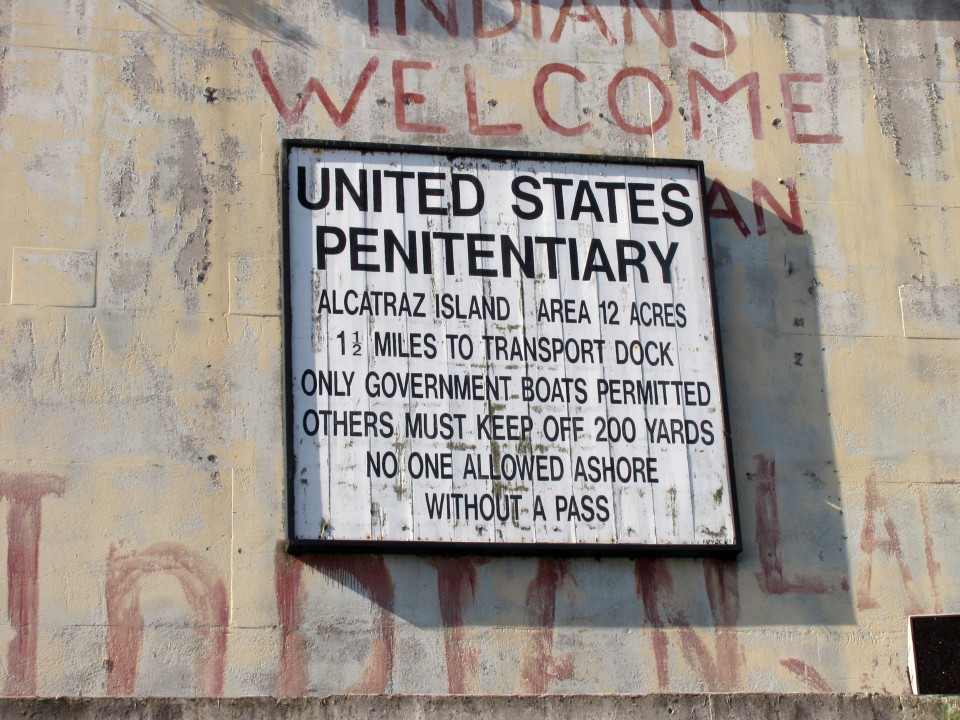 INDIANS
WELCOME
UNITED STATES
PENITENTIARY
ALCATRAZ ISLAND AREA 12 ACRES
1½ MILES TO TRANSPORT DOCK
ONLY GOVERNMENT BOATS PERMITTED
OTHERS MUST KEEP OFF 200 YARDS
NO ONE ALLOWED ASHORE
WITHOUT A PASS